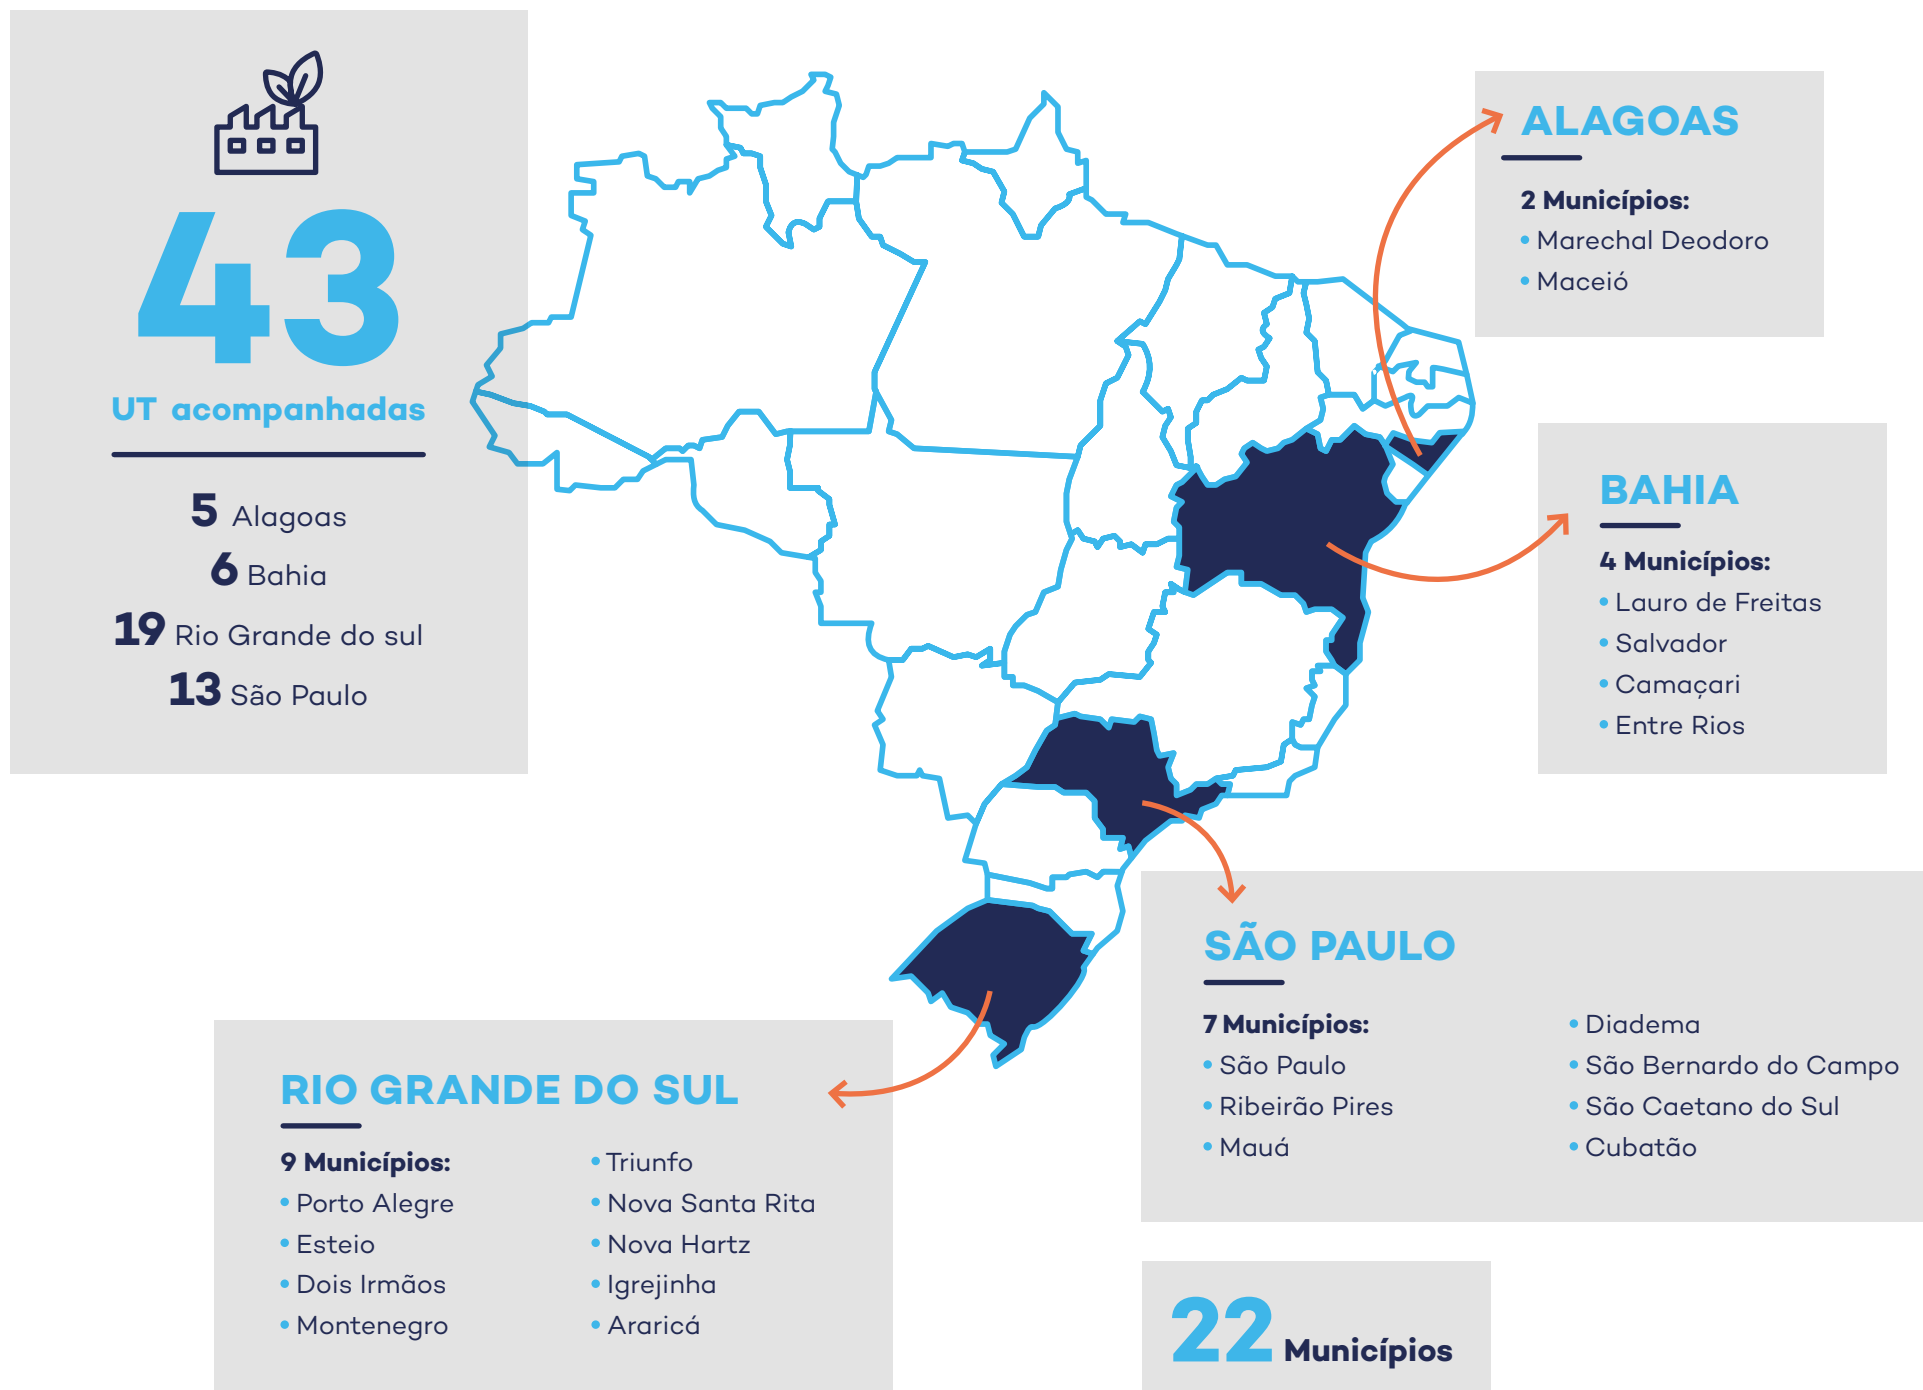 43
UT acompanhadas
5 Alagoas
6 Bahia
19 Rio Grande do sul
13 São Paulo
ALAGOAS
2 Municípios:
• Marechal Deodoro
• Maceió
BAHIA
4 Municípios:
• Lauro de Freitas
• Salvador
• Camaçari
• Entre Rios
SÃO PAULO
7 Municípios:
• São Paulo
• Ribeirão Pires
• Mauá
• Diadema
• São Bernardo do Campo
• São Caetano do Sul
• Cubatão
RIO GRANDE DO SUL
9 Municípios:
• Porto Alegre
• Esteio
• Dois Irmãos
• Montenegro
• Triunfo
• Nova Santa Rita
• Nova Hartz
• Igrejinha
• Araricá
22 Municípios